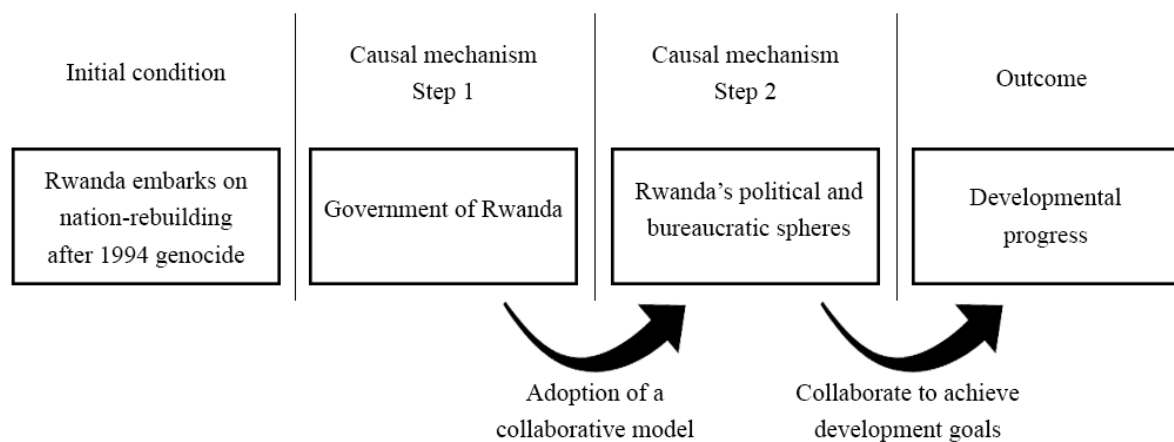 Initial condition
Causal mechanism
Step 1
Causal mechanism
Step 2
Outcome
Rwanda embarks on
nation-rebuilding
after 1994 genocide
Government of Rwanda
Rwanda’s political and
bureaucratic spheres
Developmental
progress
Adoption of a
collaborative model
Collaborate to achieve
development goals